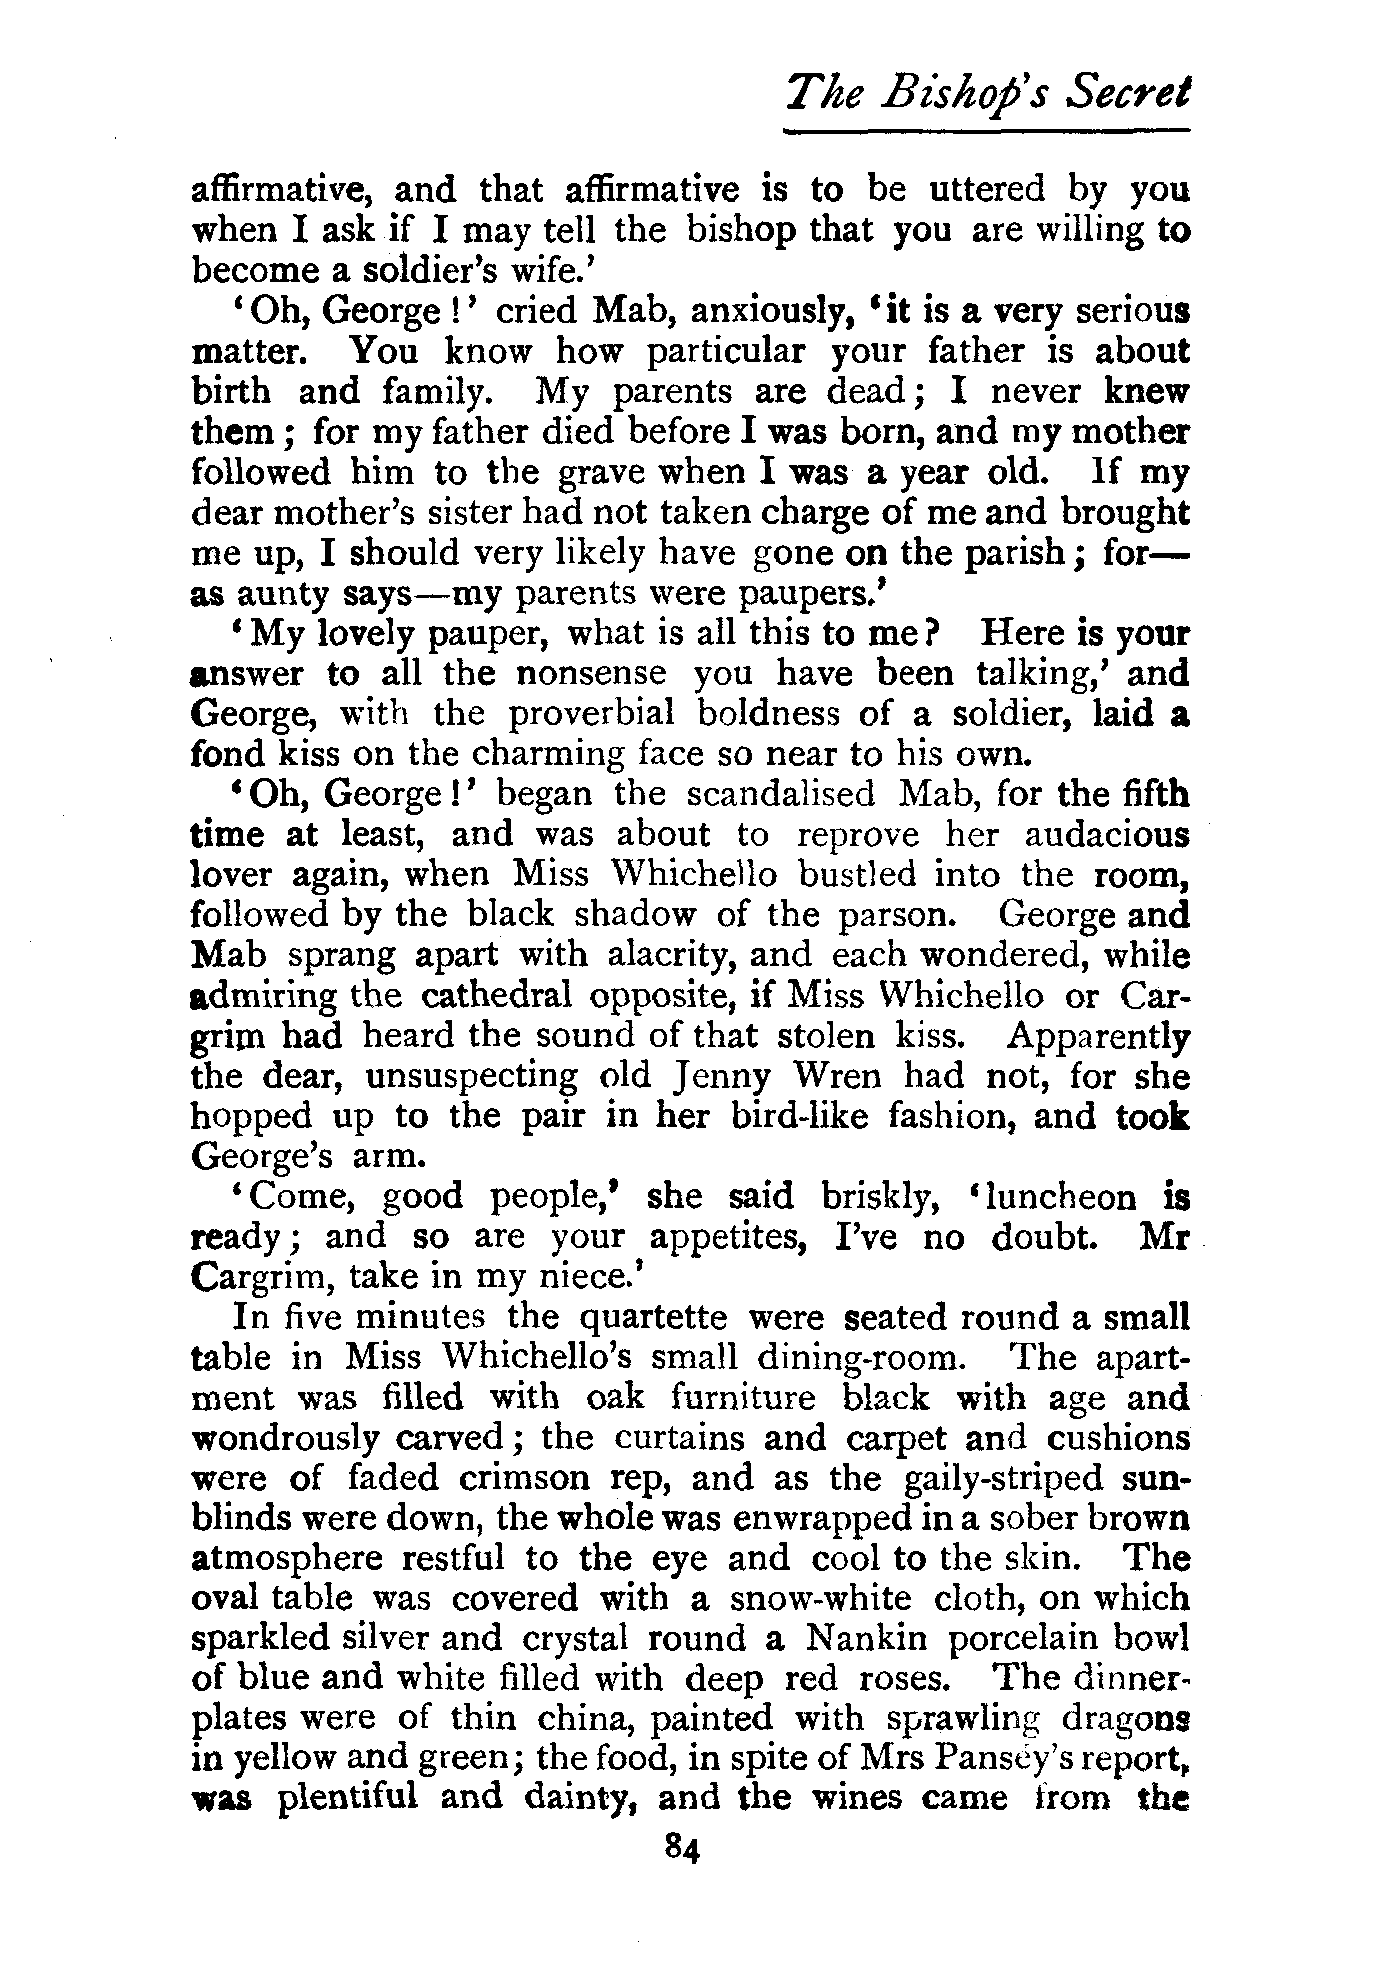 The Bishop's Secret
affirmative, and that affirmative is to be uttered by you
when I ask if I may tell the bishop that you are willing to
become a soldier's wife.'
'Oh, George!' cried Mab, anxiously, 'it is a very serious
matter. You know how particular your father is about
birth and family. My parents are dead; I never knew
them; for my father died before I was born, and my mother
followed him to the grave when I was a year old. If my
dear mother's sister had not taken charge of me and brought
me up, I should very likely have gone on the parish; for—
as aunty says—my parents were paupers.'
'My lovely pauper, what is all this to me? Here is your
answer to all the nonsense you have been talking,' and
George, with the proverbial boldness of a soldier, laid a
fond kiss on the charming face so near to his own.
'Oh, George!' began the scandalised Mab, for the fifth
time at least, and was about to reprove her audacious
lover again, when Miss Whichello bustled into the room,
followed by the black shadow of the parson. George and
Mab sprang apart with alacrity, and each wondered, while
admiring the cathedral opposite, if Miss Whichello or Car-
grim had heard the sound of that stolen kiss. Apparently
the dear, unsuspecting old Jenny Wren had not, for she
hopped up to the pair in her bird-like fashion, and took
George's arm.
'Come, good people,' she said briskly, 'luncheon is
ready; and so are your appetites, I've no doubt. Mr
Cargrim, take in my niece.'
In five minutes the quartette were seated round a small
table in Miss Whichello's small dining-room. The apart-
ment was filled with oak furniture black with age and
wondrously carved; the curtains and carpet and cushions
were of faded crimson rep, and as the gaily-striped sun-
blinds were down, the whole was enwrapped in a sober brown
atmosphere restful to the eye and cool to the skin. The
oval table was covered with a snow-white cloth, on which
sparkled silver and crystal round a Nankin porcelain bowl
of blue and white filled with deep red roses. The dinner-
plates were of thin china, painted with sprawling dragons
in yellow and green; the food, in spite of Mrs Pansey's report,
was plentiful and dainty, and the wines came from the
84